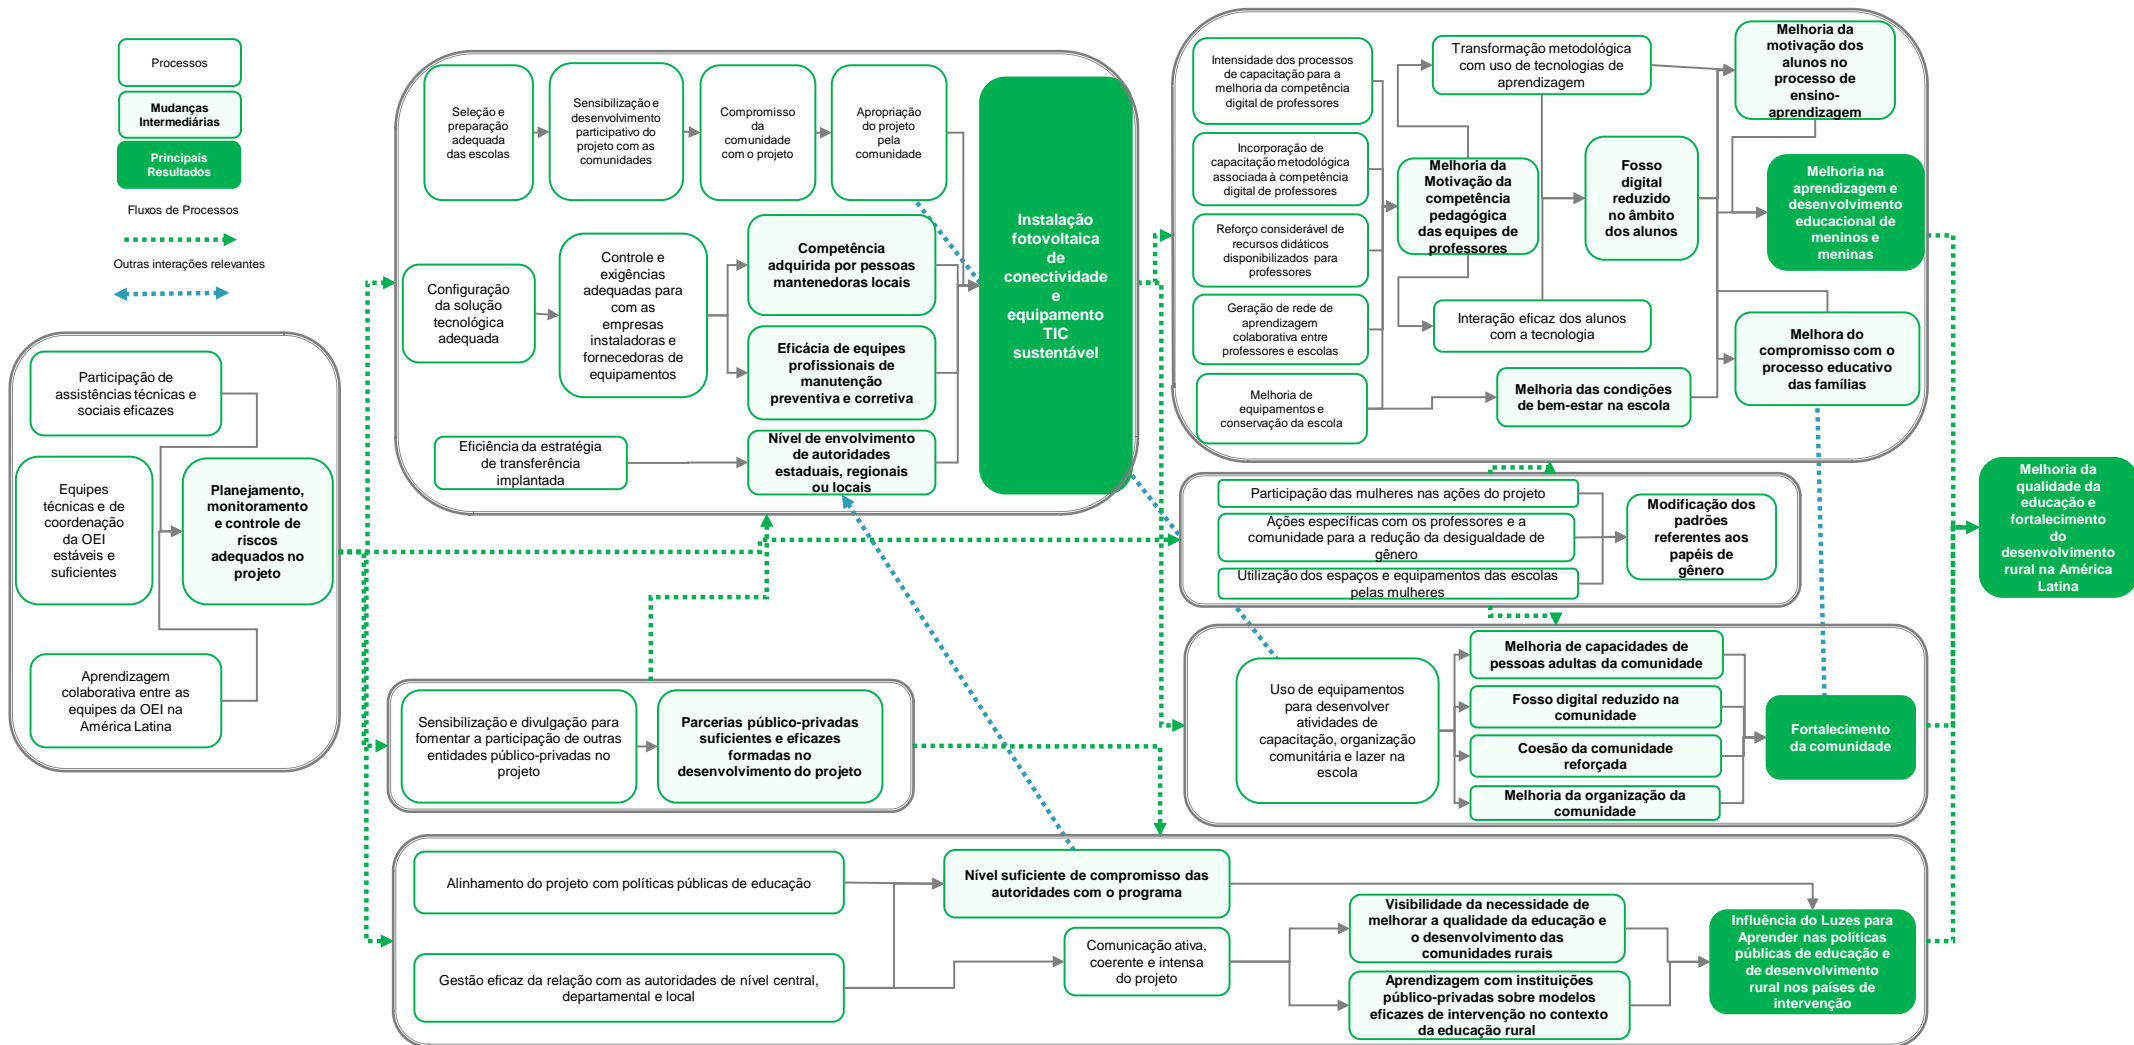 Processos
Mudanças
Intermediárias
Principais
Resultados
Fluxos de Processos
Outras interações relevantes
Participação de
assistências técnicas e
sociais eficazes
Equipes
técnicas e de
coordenação
da OEI
estáveis e
suficientes
Planejamento,
monitoramento
e controle de
riscos
adequados no
projeto
Aprendizagem
colaborativa entre as
equipes da OEI na
América Latina
Seleção e
preparação
adequada
das escolas
Sensibilização e
desenvolvimento
participativo do
projeto com as
comunidades
Compromisso
da
comunidade
com o projeto
Apropriação
do projeto
pela
comunidade
Configuração
da solução
tecnológica
adequada
Controle e
exigências
adequadas para
com as
empresas
instaladoras e
fornecedoras de
equipamentos
Competência
adquirida por pessoas
mantenedoras locais
Eficácia de equipes
profissionais de
manutenção
preventiva e corretiva
Eficiência da estratégia
de transferência
implantada
Nível de envolvimento
de autoridades
estaduais, regionais
ou locais
Instalação
fotovoltaica
de
conectividade
e
equipamento
TIC
sustentável
Sensibilização e divulgação para
fomentar a participação de outras
entidades público-privadas no
projeto
Parcerias público-privadas
suficientes e eficazes
formadas no
desenvolvimento do projeto
Intensidade dos processos
de capacitação para a
melhoria da competência
digital de professores
Incorporação de
capacitação metodológica
associada à competência
digital de professores
Reforço considerável de
recursos didáticos
disponibilizados para
professores
Geração de rede de
aprendizagem
colaborativa entre
professores e escolas
Melhoria de
equipamentos e
conservação da escola
Melhoria da
Motivação da
competência
pedagógica
das equipes de
professores
Transformação metodológica
com uso de tecnologias de
aprendizagem
Interação eficaz dos alunos
com a tecnologia
Melhoria das condições
de bem-estar na escola
Fosso
digital
reduzido
no âmbito
dos alunos
Melhoria da
motivação dos
alunos no
processo de
ensino-
aprendizagem
Melhoria na
aprendizagem e
desenvolvimento
educacional de
meninos e
meninas
Melhora do
compromisso com o
processo educativo
das famílias
Participação das mulheres nas ações do projeto
Ações específicas com os professores e a
comunidade para a redução da desigualdade de
gênero
Utilização dos espaços e equipamentos das escolas
pelas mulheres
Modificação dos
padrões
referentes aos
papéis de
gênero
Uso de equipamentos
para desenvolver
atividades de
capacitação, organização
comunitária e lazer na
escola
Melhoria de capacidades de
pessoas adultas da comunidade
Fosso digital reduzido na
comunidade
Coesão da comunidade
reforçada
Melhoria da organização da
comunidade
Fortalecimento
da comunidade
Melhoria da
qualidade da
educação e
fortalecimento
do
desenvolvimento
rural na América
Latina
Alinhamento do projeto com políticas públicas de educação
Gestão eficaz da relação com as autoridades de nível central,
departamental e local
Nível suficiente de compromisso das
autoridades com o programa
Comunicação ativa,
coerente e intensa
do projeto
Visibilidade da necessidade de
melhorar a qualidade da educação e
o desenvolvimento das
comunidades rurais
Aprendizagem com instituições
público-privadas sobre modelos
eficazes de intervenção no contexto
da educação rural
Influência do Luzes para
Aprender nas políticas
públicas de educação e
de desenvolvimento
rural nos países de
intervenção